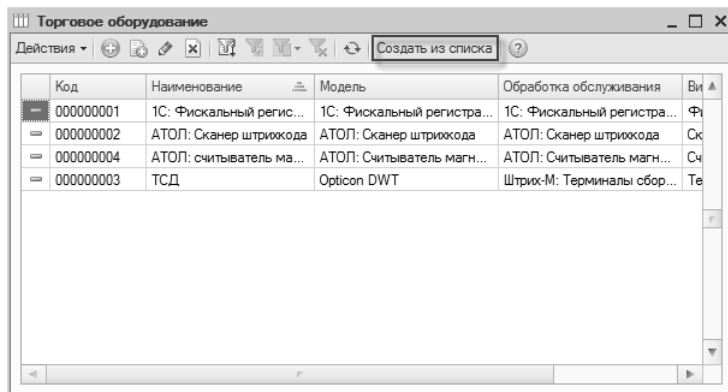 Торговое оборудование
Действия Создать из списка ?
Код Наименование Модель Обработка обслуживания Ви
000000001 1С: Фискальный регис... 1С: Фискальный регистра... 1С: Фискальный регистра... Фи
000000002 АТОЛ: Сканер штрихкода АТОЛ: Сканер штрихкода АТОЛ: Сканер штрихкода Ск
000000004 АТОЛ: считыватель ма... АТОЛ: Считыватель магн... АТОЛ: Считыватель магн... Сч
000000003 ТСД Opticon DWT Штрих-М: Терминалы сбор... Те